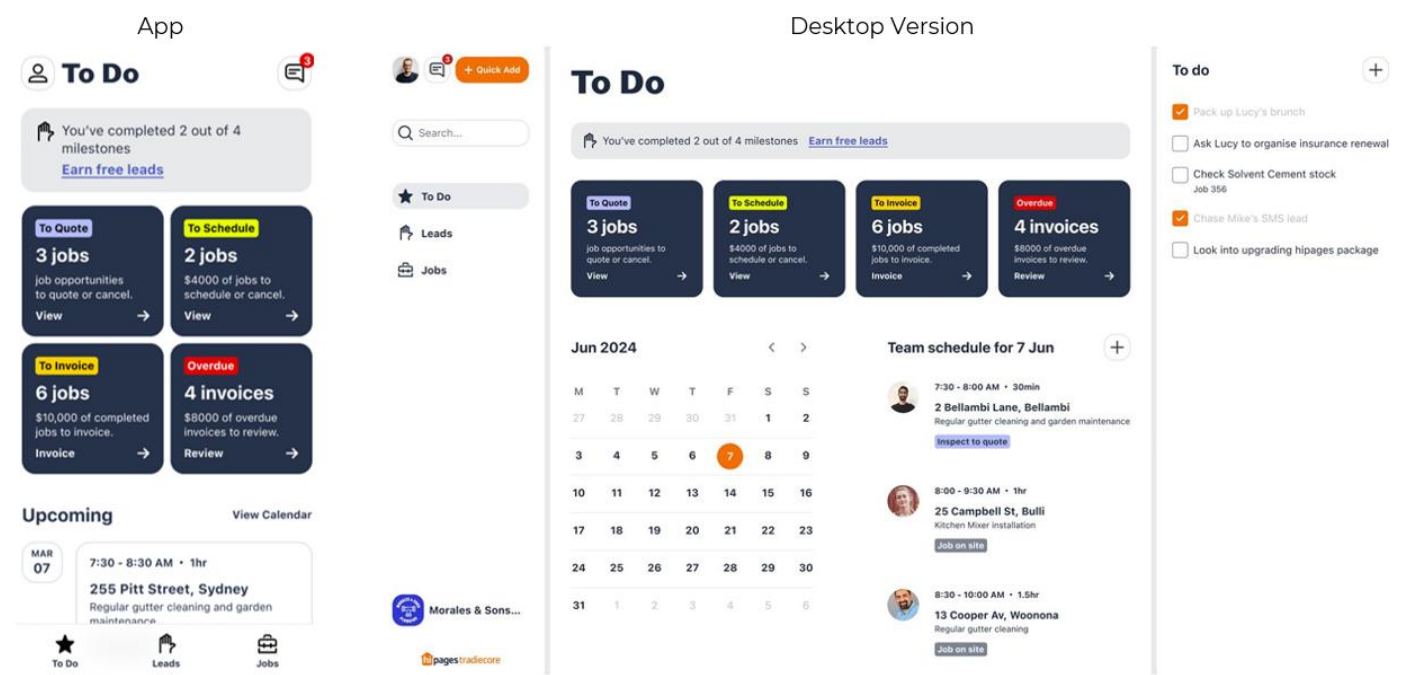 App
Desktop Version
To Do
3
You've completed 2 out of 4
milestones
Earn free leads
To Quote
3 jobs
job opportunities
to quote or cancel.
View
To Schedule
2 jobs
$4000 of jobs to
schedule or cancel.
View
To Invoice
6 jobs
$10,000 of completed
jobs to invoice.
Invoice
Overdue
4 invoices
$8000 of overdue
invoices to review.
Review
Upcoming
View Calendar
MAR
07
7:30 - 8:30 AM • 1hr
255 Pitt Street, Sydney
Regular gutter cleaning and garden
maintenance
To Do
Leads
Jobs
3
+ Quick Add
Search...
To Do
Leads
Jobs
Morales & Sons...
hipages tradiecore
To Do
You've completed 2 out of 4 milestones Earn free leads
To Quote
3 jobs
job opportunities to
quote or cancel.
View
To Schedule
2 jobs
$4000 of jobs to
schedule or cancel.
View
To Invoice
6 jobs
$10,000 of completed
jobs to invoice.
Invoice
Overdue
4 invoices
$8000 of overdue
invoices to review.
Review
Jun 2024
M T W T F S S
27 28 29 30 31 1 2
3 4 5 6 7 8 9
10 11 12 13 14 15 16
17 18 19 20 21 22 23
24 25 26 27 28 29 30
31 1 2 3 4 5 6
Team schedule for 7 Jun
7:30 - 8:00 AM • 30min
2 Bellambi Lane, Bellambi
Regular gutter cleaning and garden maintenance
Inspect to quote
8:00 - 9:30 AM • 1hr
25 Campbell St, Bulli
Kitchen Mixer installation
Job on site
8:30 - 10:00 AM • 1.5hr
13 Cooper Av, Woonona
Regular gutter cleaning
Job on site
To do
Pack up Lucy's brunch
Ask Lucy to organise insurance renewal
Check Solvent Cement stock
Job 356
Chase Mike's SMS lead
Look into upgrading hipages package